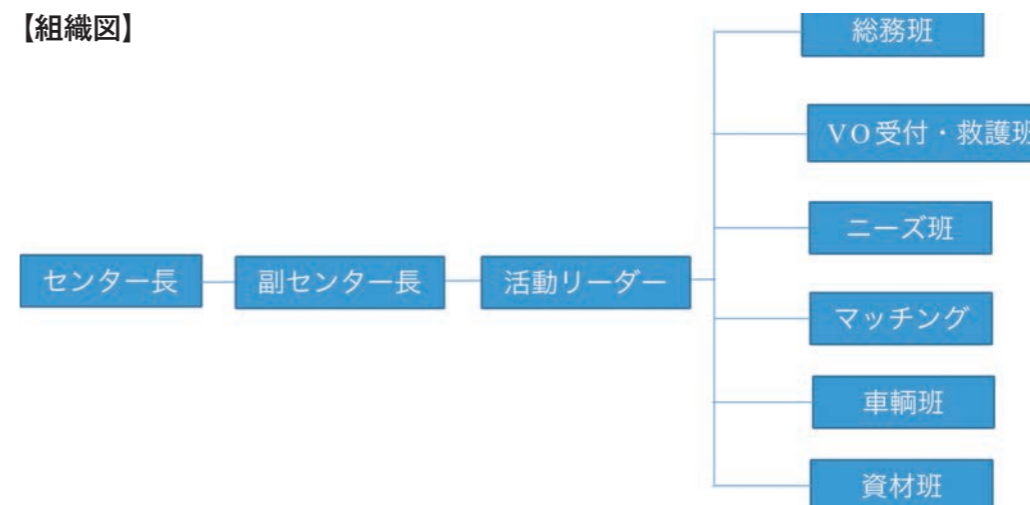 【組織図】
総務班
VO受付・救護班
ニーズ班
センター長
副センター長
活動リーダー
マッチング
車輌班
資材班